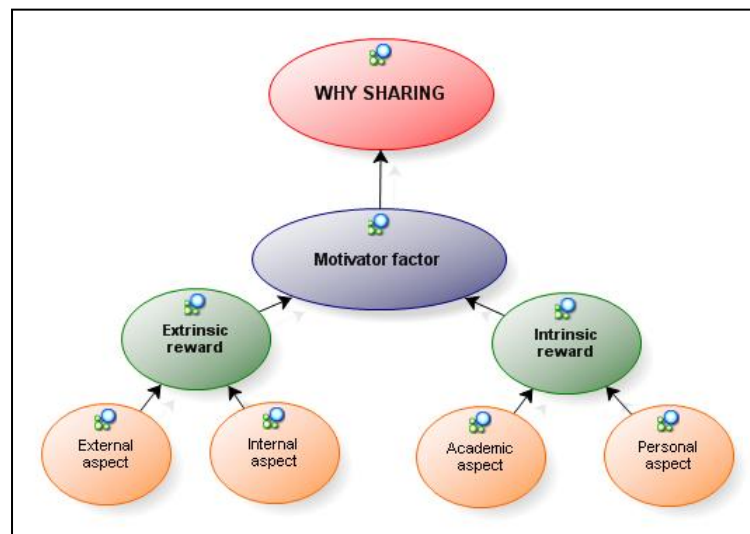 WHY SHARING
Motivator factor
Extrinsic
reward
Intrinsic
reward
External
aspect
Internal
aspect
Academic
aspect
Personal
aspect